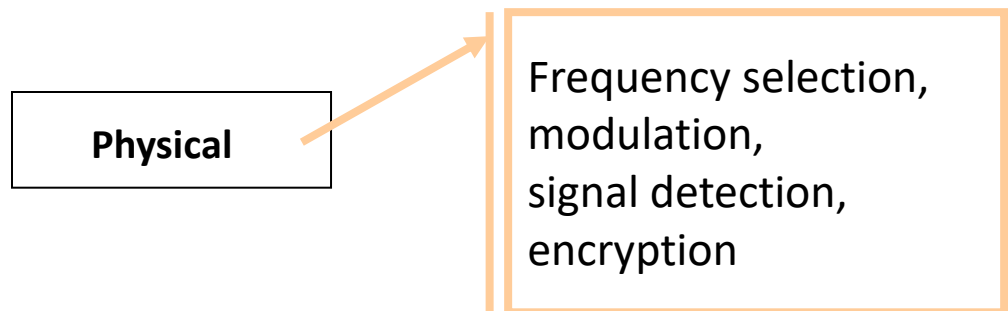 Physical
Frequency selection,
modulation,
signal detection,
encryption